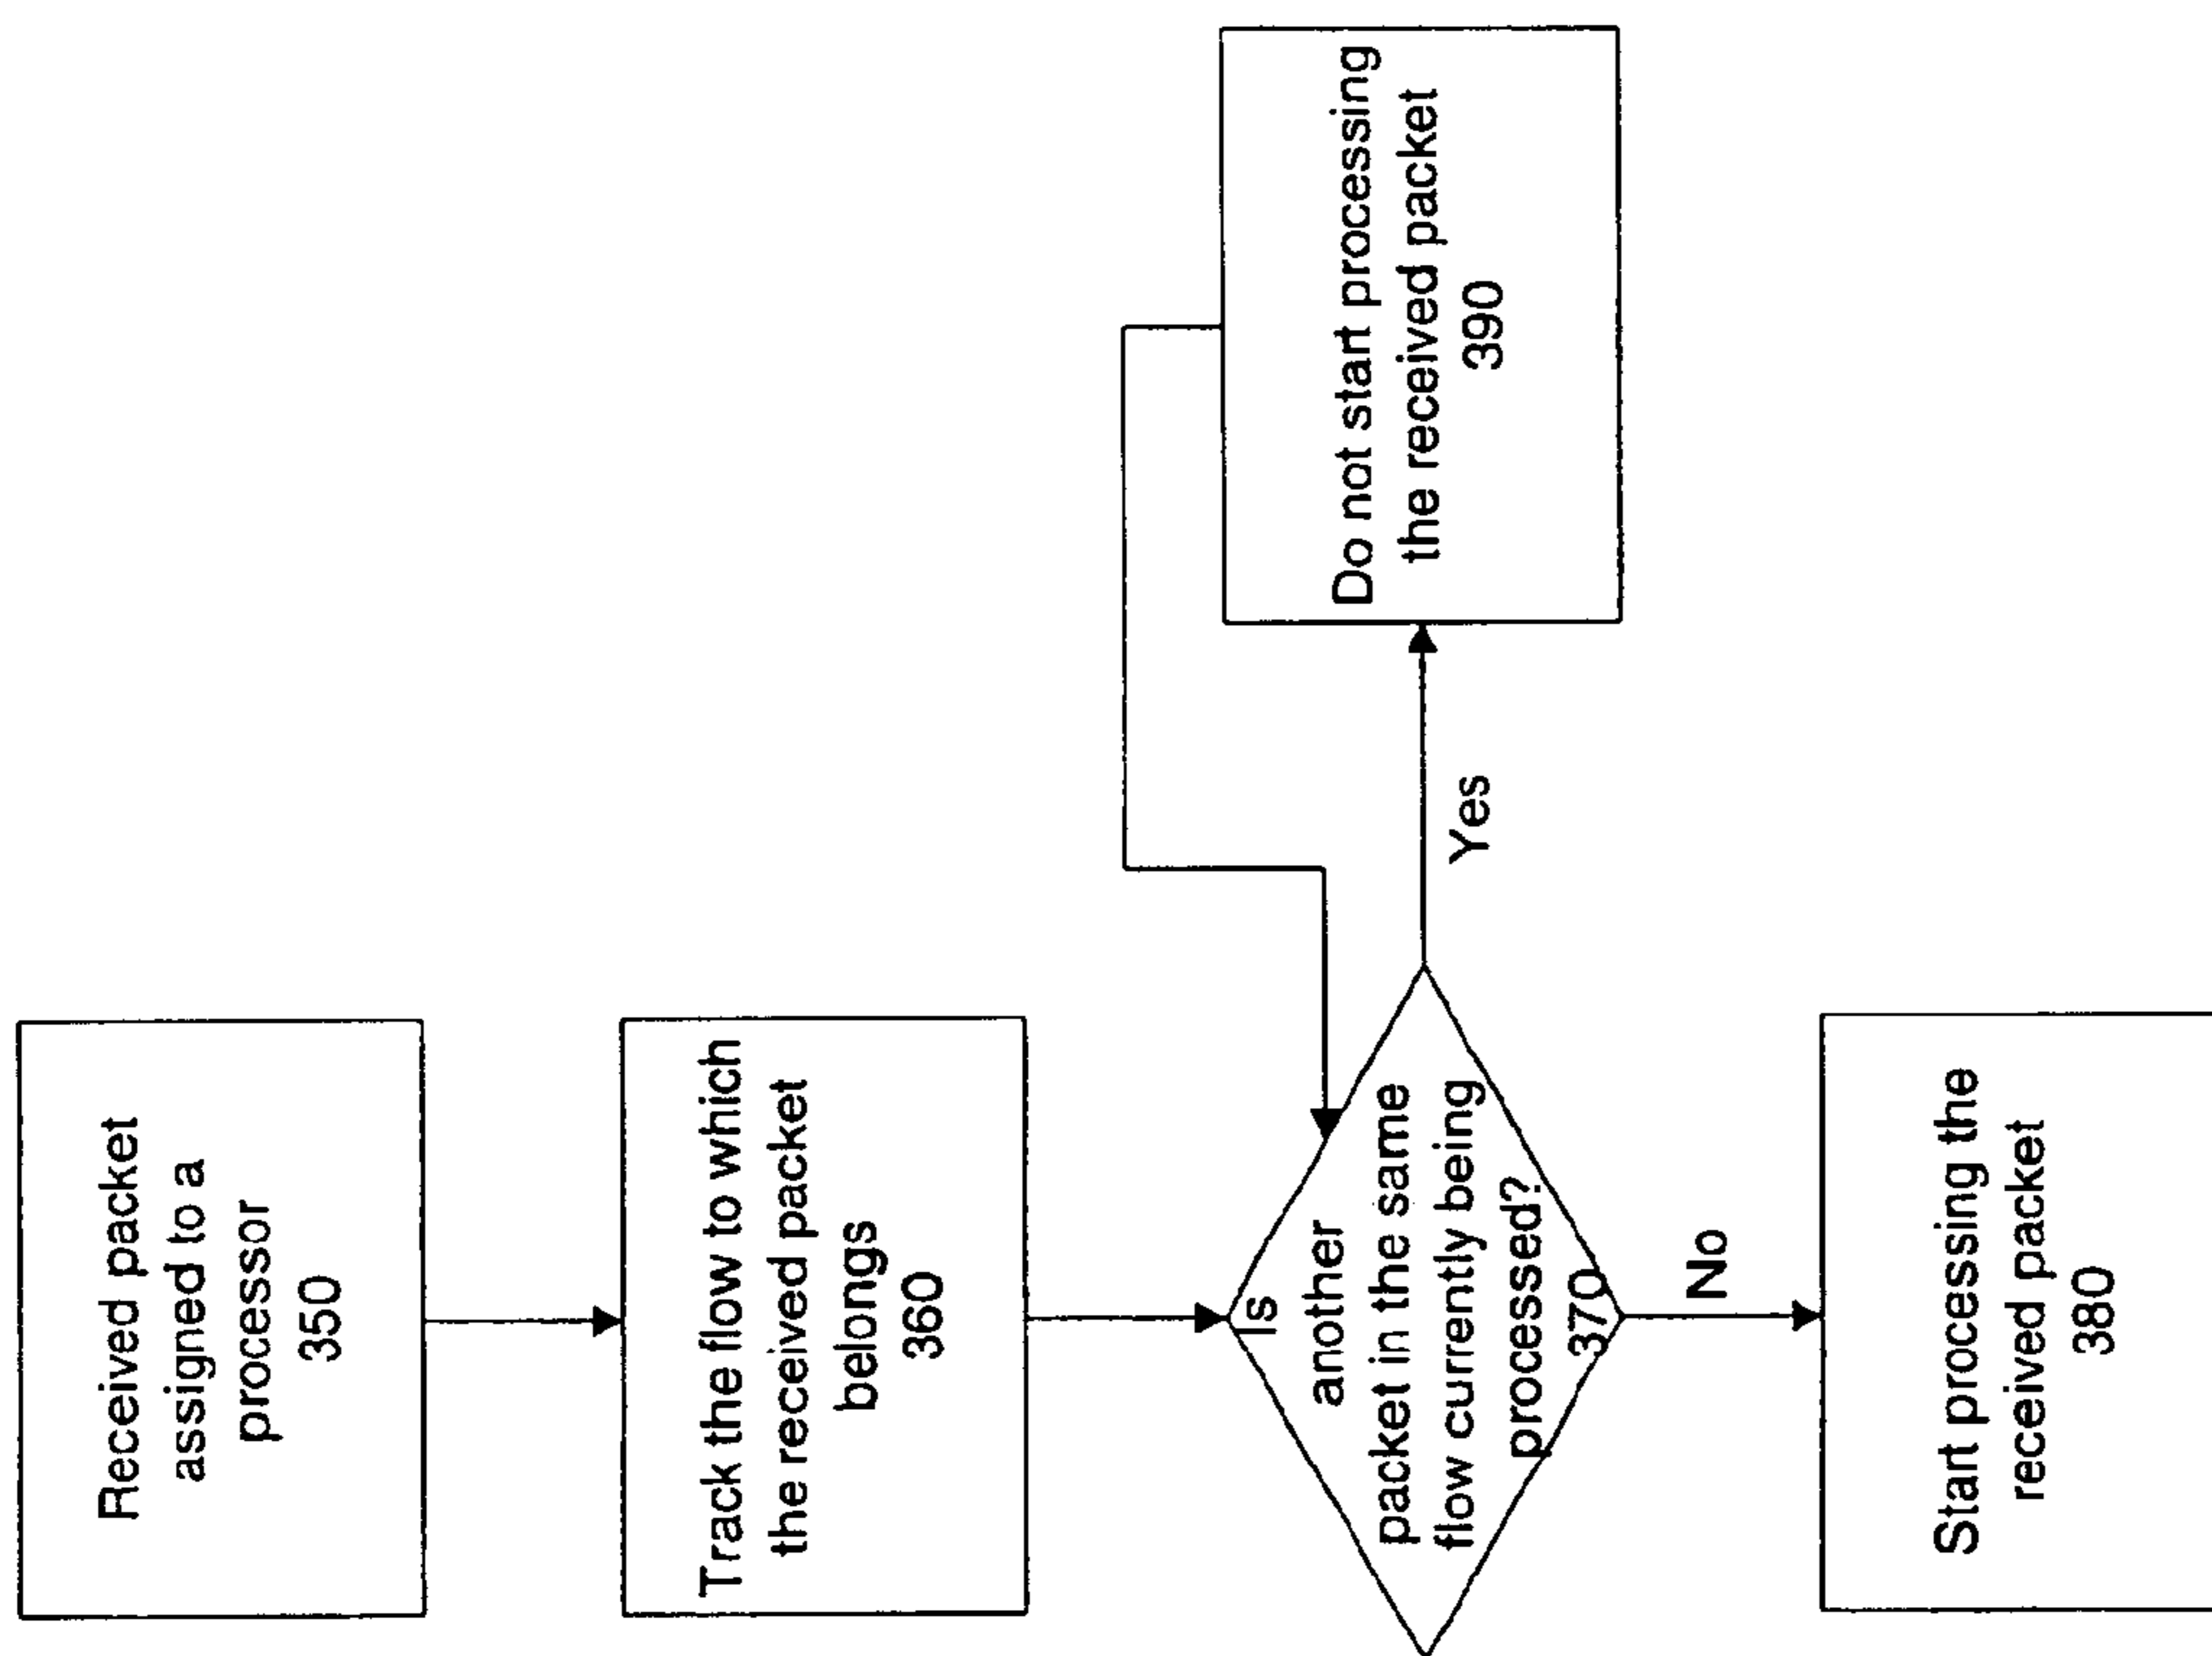 Received packet
assigned to a
processor
350
Track the flow to which
the received packet
belongs
360
Is
another
packet in the same
flow currently being
processed?
370
Yes
Do not start processing
the received packet
390
No
Start processing the
received packet
380